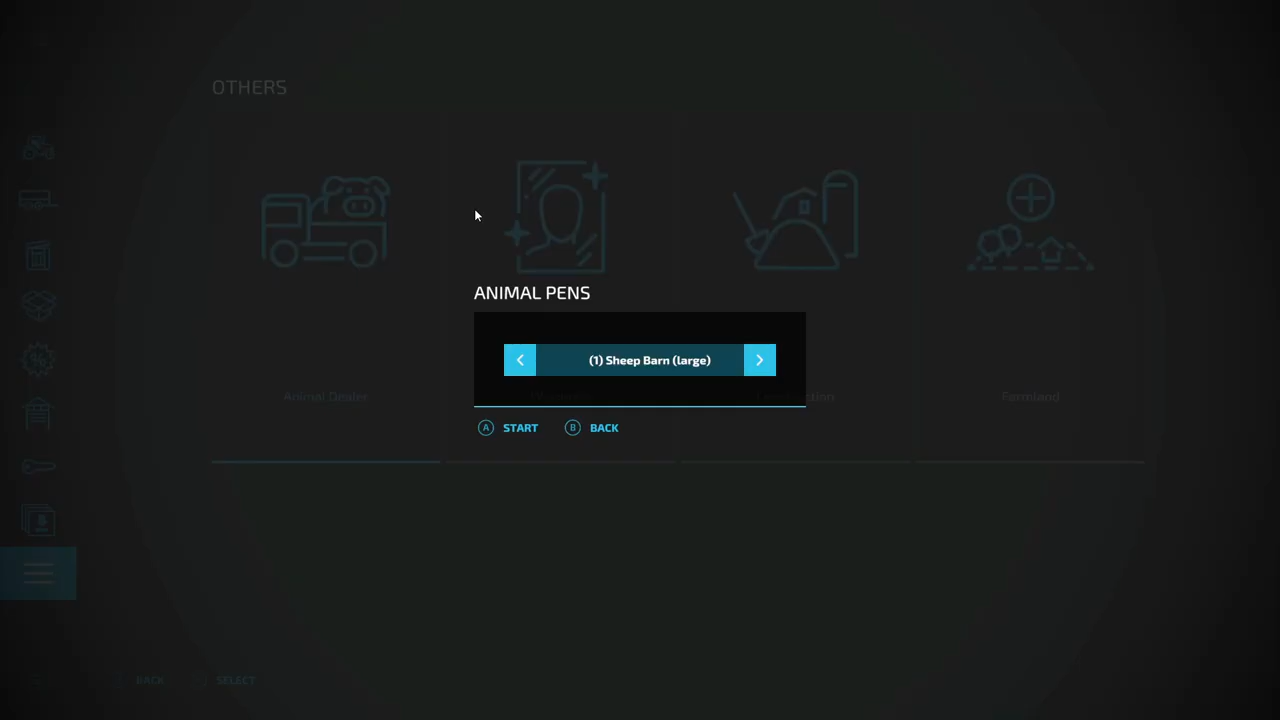 OTHERS
ANIMAL PENS
(1) Sheep Barn (large)
Animal Dealer
Farmland
A START B BACK
BACK SELECT